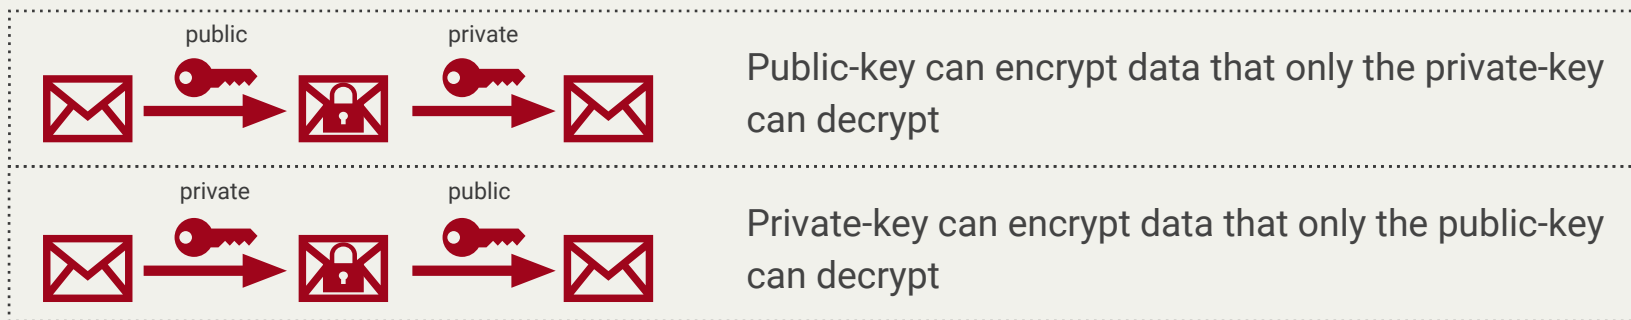 public
private
Public-key can encrypt data that only the private-key
can decrypt
private
public
Private-key can encrypt data that only the public-key
can decrypt